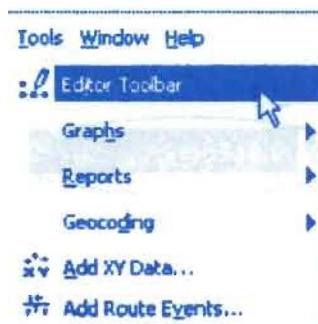 Tools Window Help
Editor Toolbar
Graphs
Reports
Geocoding
Add XY Data...
Add Route Events...